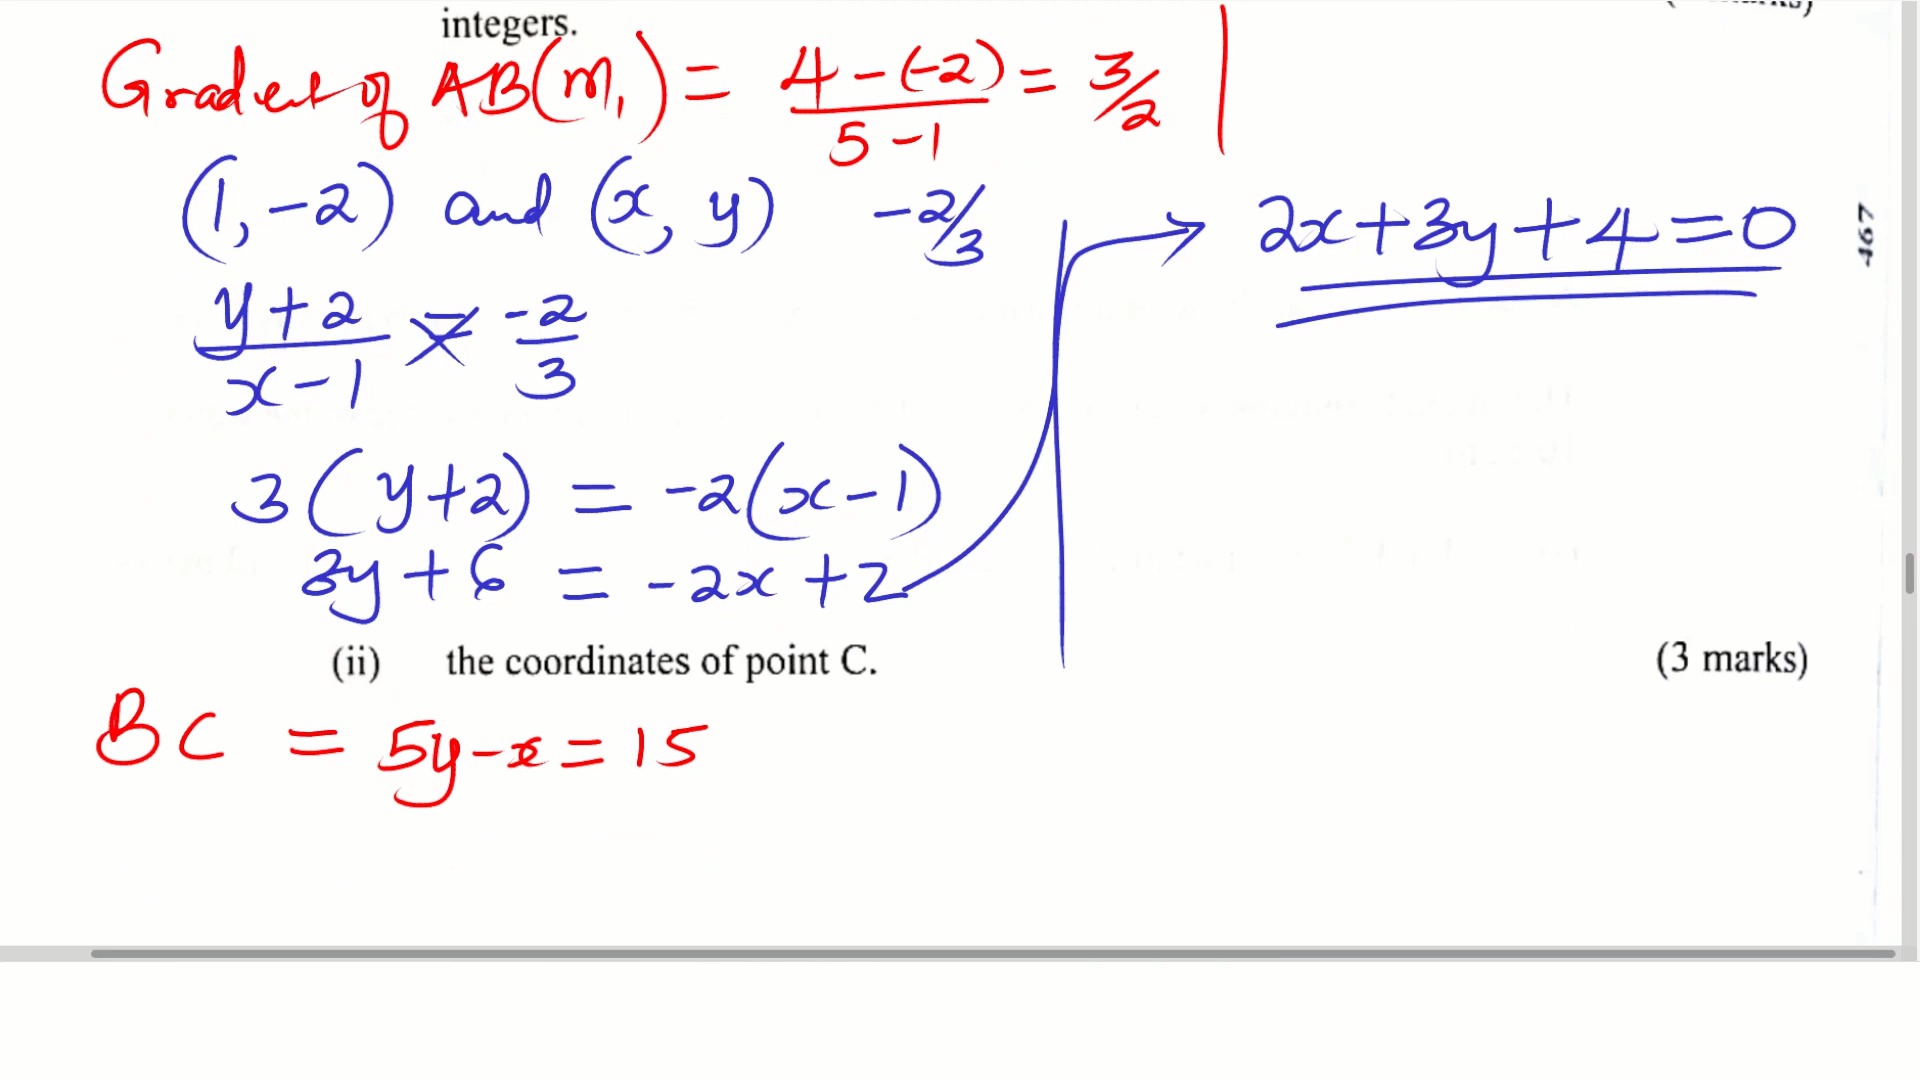 integers.
Gradient of AB(m₁) = 4-(-2)/5-1 = 3/2
(1, -2) and (x, y) -2/3
y+2/x-1 = -2/3
3(y+2) = -2(x-1)
3y+6 = -2x+2
2x+3y+4=0
467
(ii) the coordinates of point C.
(3 marks)
BC = 5y-x=15